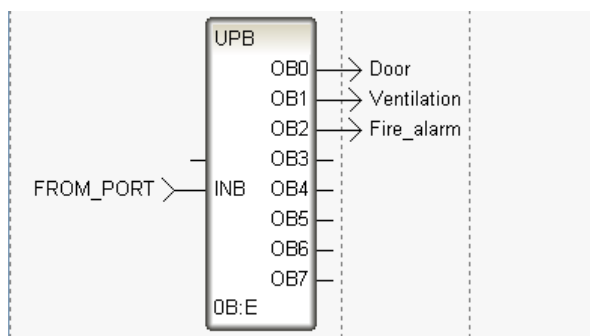 UPB
OB0 Door
OB1 Ventilation
OB2 Fire_alarm
OB3
FROM_PORT INB OB4
OB5
OB6
OB7
0B:E